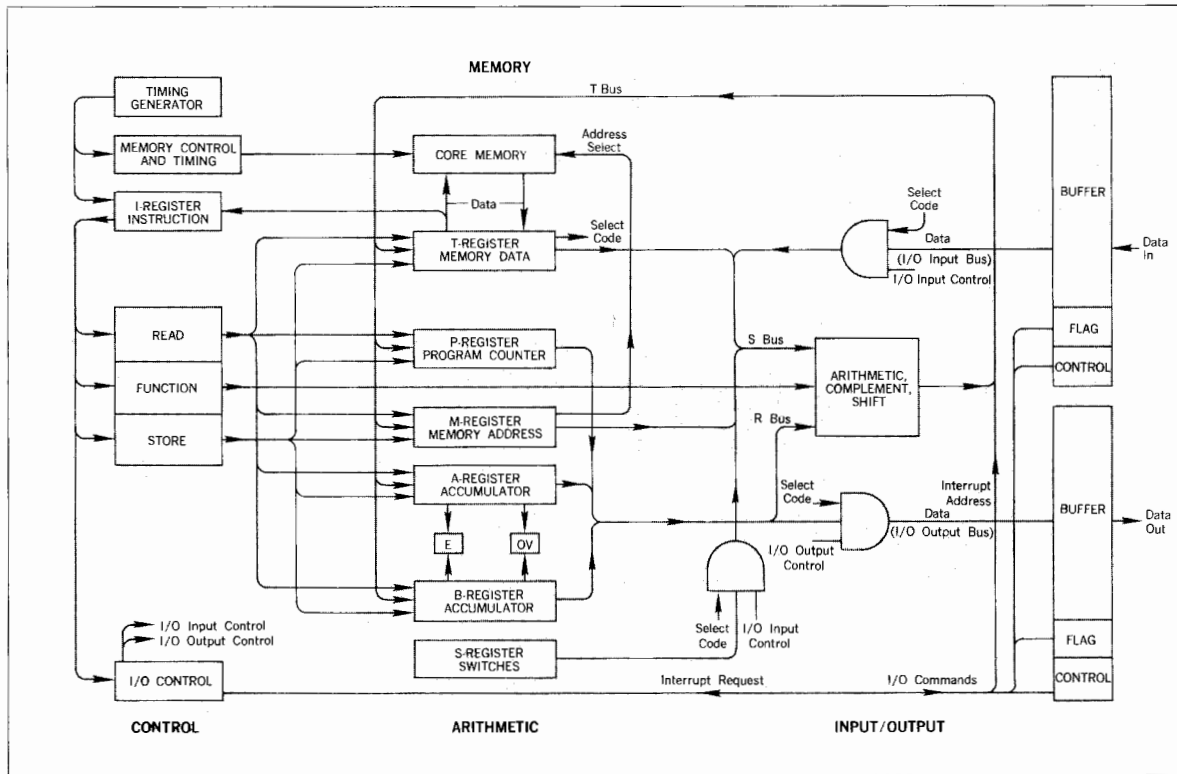 MEMORY
TIMING
GENERATOR
MEMORY CONTROL
AND TIMING
I-REGISTER
INSTRUCTION
READ
FUNCTION
STORE
I/O Input Control
I/O Output Control
I/O CONTROL
CONTROL
T Bus
CORE MEMORY
Address
Select
Data
T-REGISTER
MEMORY DATA
Select
Code
P-REGISTER
PROGRAM COUNTER
M-REGISTER
MEMORY ADDRESS
A-REGISTER
ACCUMULATOR
E
OV
B-REGISTER
ACCUMULATOR
S-REGISTER
SWITCHES
ARITHMETIC
Select
Code
Data
(I/O Input Bus)
I/O Input Control
S Bus
ARITHMETIC,
COMPLEMENT,
SHIFT
R Bus
Select
Code
I/O Output
Control
Interrupt
Address
Data
(I/O Output Bus)
Select
Code
I/O Input
Control
Interrupt Request
I/O Commands
INPUT/OUTPUT
BUFFER
Data
In
FLAG
CONTROL
BUFFER
Data
Out
FLAG
CONTROL